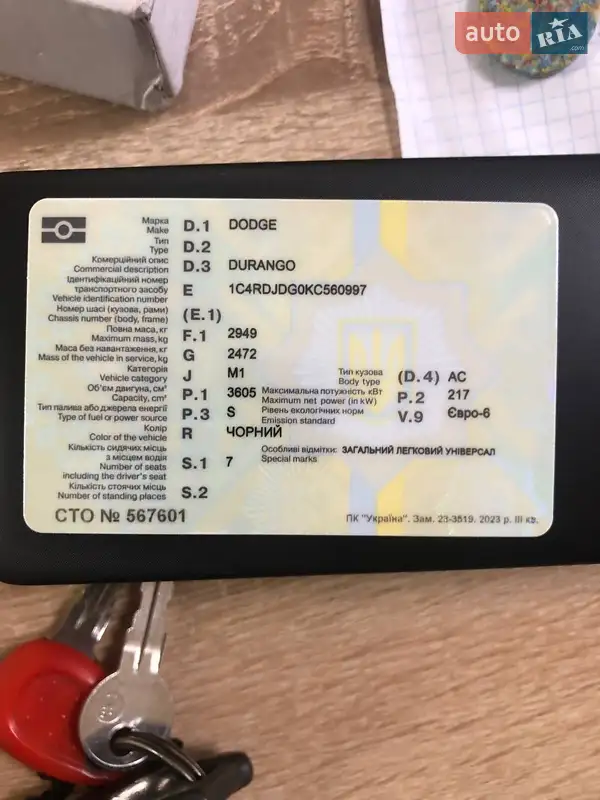 auto RIA .com
Марка
Make D.1 DODGE
Тип
Type D.2
Комерційний опис
Commercial description D.3 DURANGO
Ідентифікаційний номер
транспортного засобу
Vehicle identification number E 1C4RDJDG0KC560997
Номер шасі (кузова, рами)
Chassis number (body, frame) (E.1)
Повна маса, кг
Maximum mass, kg F.1 2949
Маса без навантаження, кг
Mass of the vehicle in service, kg G 2472
Категорія
Vehicle category J M1
Тип кузова
Body type (D.4) AC
Об'єм двигуна, см³
Capacity, cm³ P.1 3605
Максимальна потужність кВт
Maximum net power (in kW) P.2 217
Тип палива або джерела енергії
Type of fuel or power source P.3 S
Рівень екологічних норм
Emission standard V.9 Євро-6
Колір
Color of the vehicle R ЧОРНИЙ
Кількість сидячих місць
з місцем водія
Number of seats
including the driver's seat S.1 7
Особливі відмітки: ЗАГАЛЬНИЙ ЛЕГКОВИЙ УНІВЕРСАЛ
Special marks
Кількість стоячих місць
Number of standing places S.2
СТО № 567601
ПК "Україна". Зам. 23-3519. 2023 р. III кв.